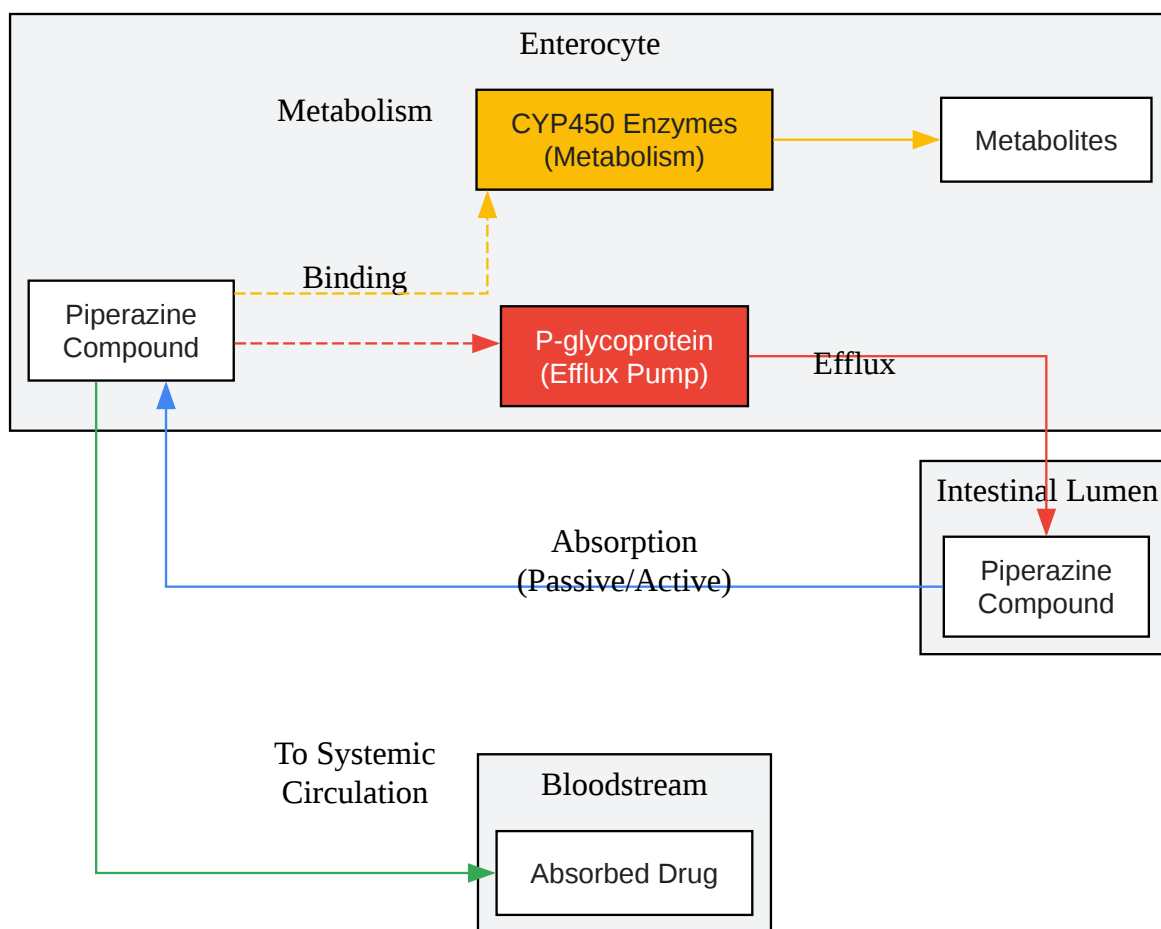 Enterocyte
Metabolism
CYP450 Enzymes
(Metabolism)
Metabolites
Binding
Piperazine
Compound
P-glycoprotein
(Efflux Pump)
Efflux
Intestinal Lumen
Absorption
(Passive/Active)
Piperazine
Compound
To Systemic
Circulation
Bloodstream
Absorbed Drug